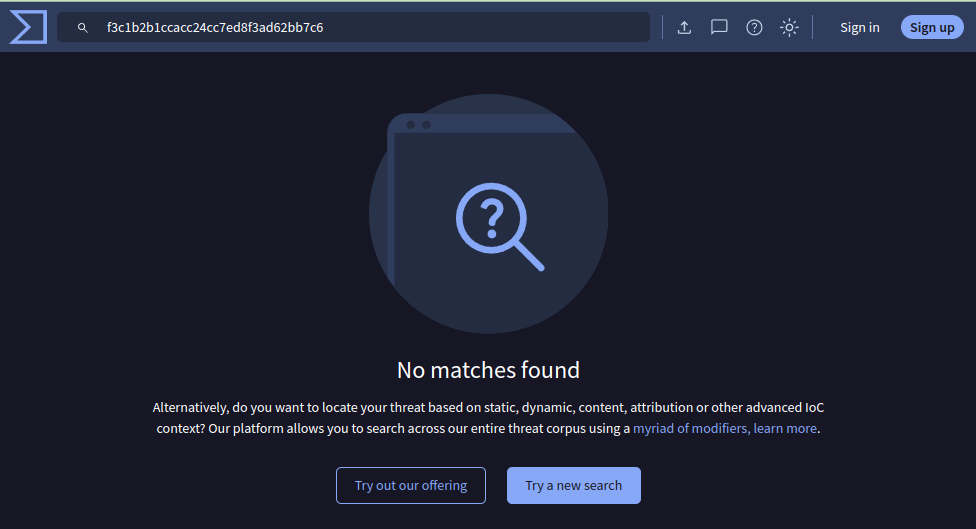 f3c1b2b1ccacc24cc7ed8f3ad62bb7c6
Sign in
Sign up
No matches found
Alternatively, do you want to locate your threat based on static, dynamic, content, attribution or other advanced IoC
context? Our platform allows you to search across our entire threat corpus using a myriad of modifiers, learn more.
Try out our offering
Try a new search